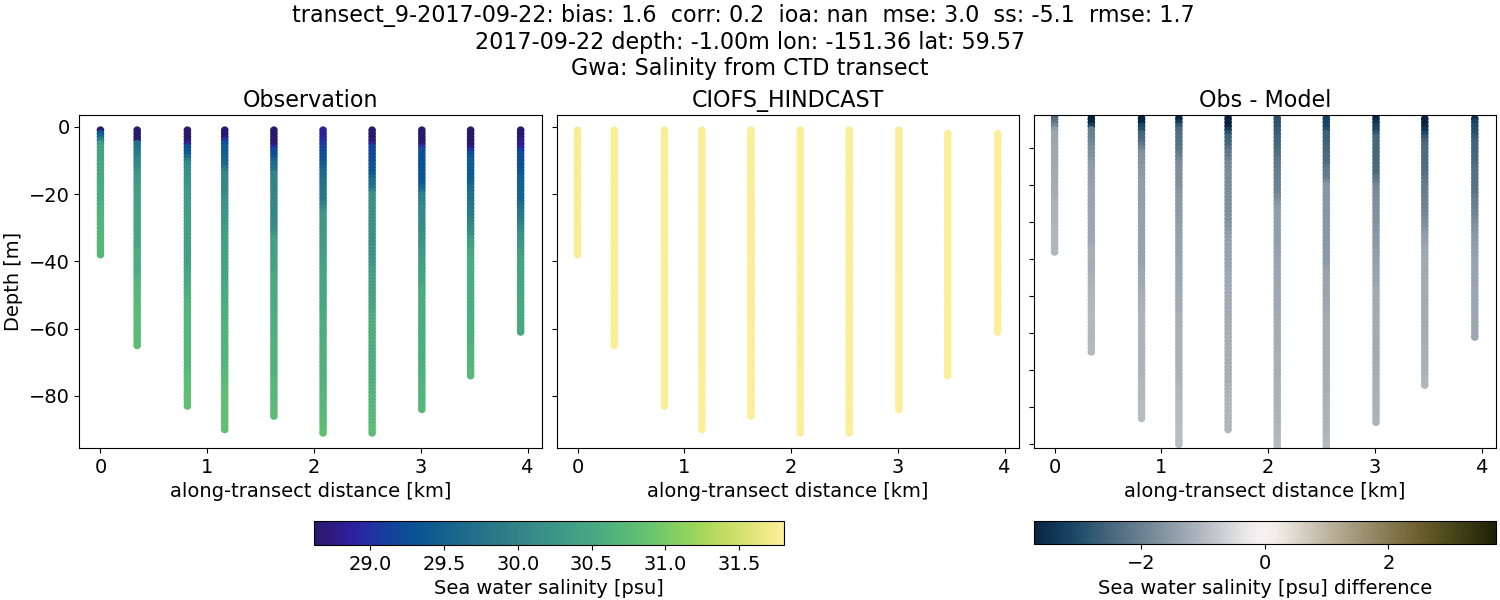 transect_9-2017-09-22: bias: 1.6  corr: 0.2  ioa: nan  mse: 3.0  ss: -5.1  rmse: 1.7
2017-09-22 depth: -1.00m lon: -151.36 lat: 59.57
Gwa: Salinity from CTD transect
Observation
CIOFS_HINDCAST
Obs - Model
Depth [m]
0
−20
−40
−60
−80
0 1 2 3 4
0 1 2 3 4
0 1 2 3 4
along-transect distance [km]
along-transect distance [km]
along-transect distance [km]
29.0 29.5 30.0 30.5 31.0 31.5
Sea water salinity [psu]
−2 0 2
Sea water salinity [psu] difference